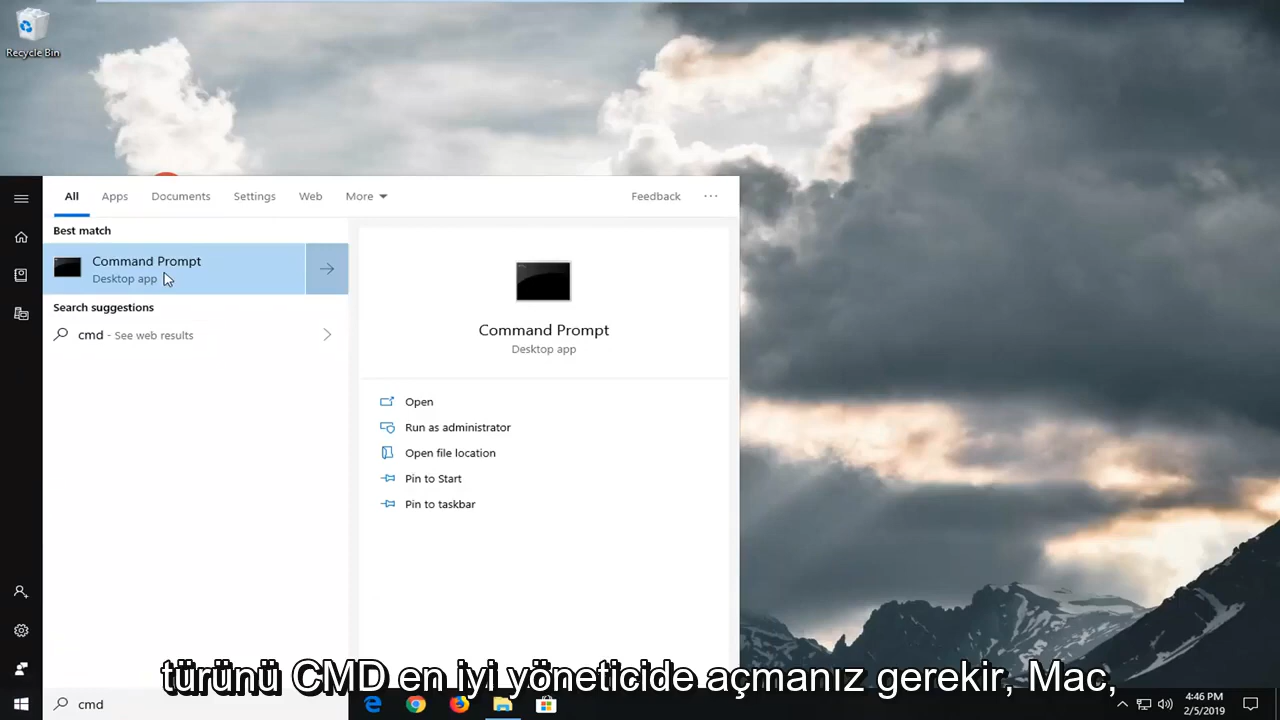 Recycle Bin
All Apps Documents Settings Web More Feedback ...
Best match
Command Prompt
Desktop app
Search suggestions
cmd - See web results
Command Prompt
Desktop app
Open
Run as administrator
Open file location
Pin to Start
Pin to taskbar
türünü CMD en iyi yöneticide açmanız gerekir, Mac,
cmd
4:46 PM
2/5/2019